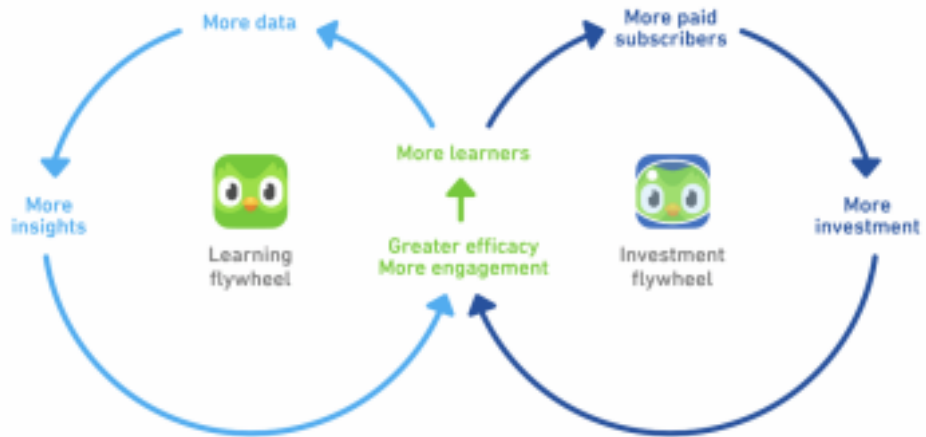 More data
More paid
subscribers
More learners
More
insights
Learning
flywheel
Greater efficacy
More engagement
Investment
flywheel
More
investment